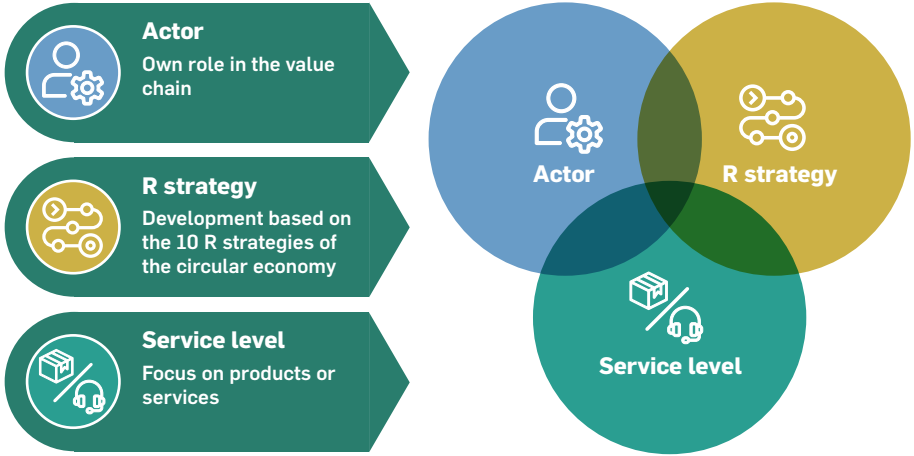 Actor
Own role in the value
chain
R strategy
Development based on
the 10 R strategies of
the circular economy
Service level
Focus on products or
services
Actor
R strategy
Service level